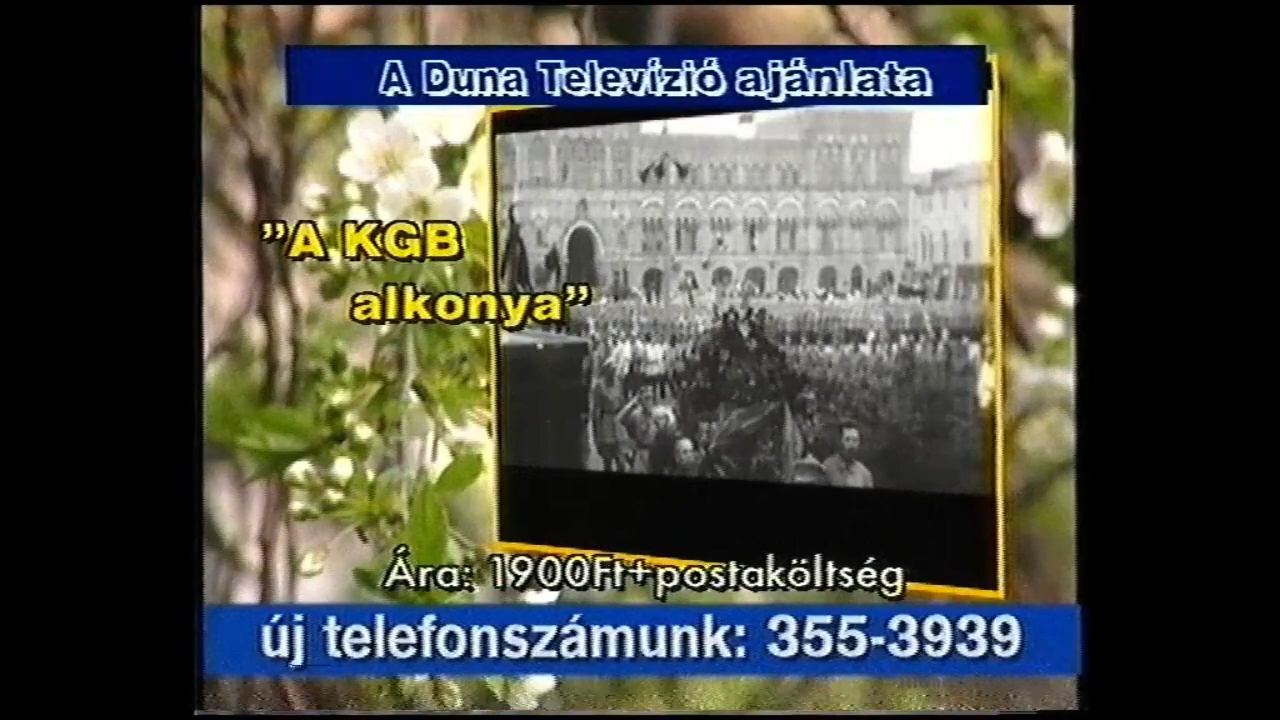 A Duna Televízió ajánlata
”A KGB
alkonya”
Ára: 1900Ft+postaköltség
új telefonszámunk: 355-3939